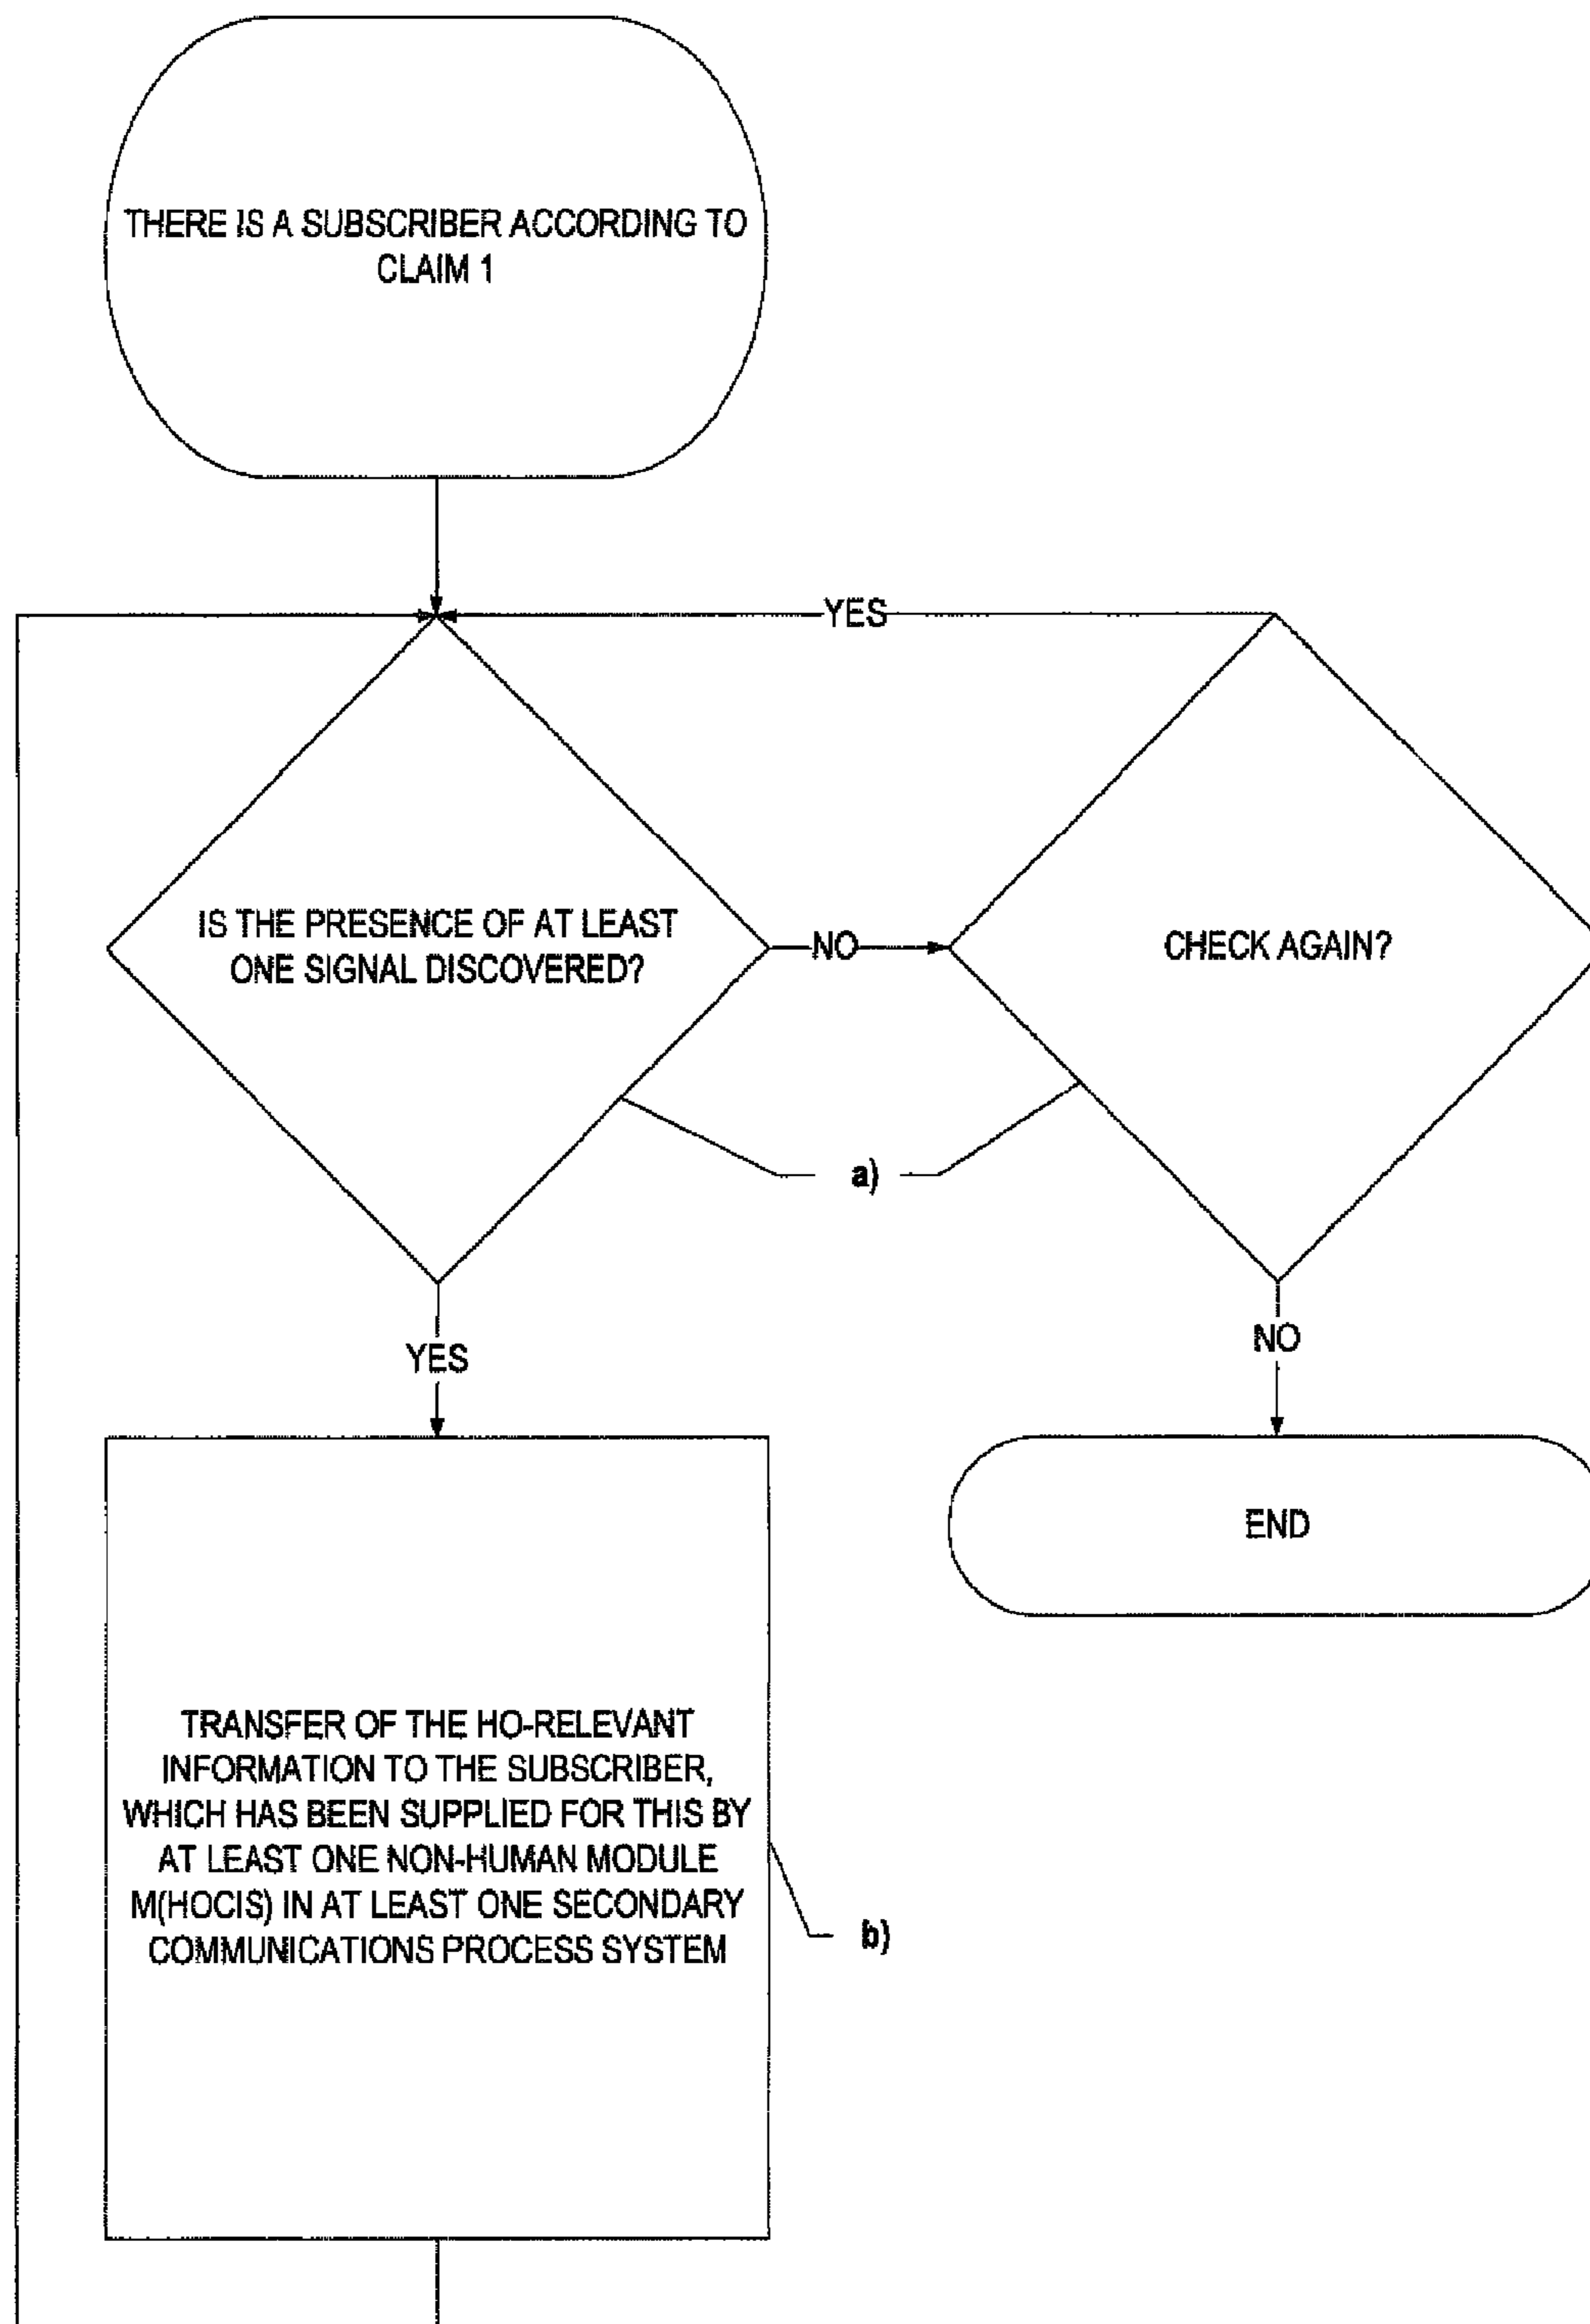 THERE IS A SUBSCRIBER ACCORDING TO
CLAIM 1
YES
IS THE PRESENCE OF AT LEAST
ONE SIGNAL DISCOVERED?
NO
CHECK AGAIN?
a)
YES
NO
END
TRANSFER OF THE HO-RELEVANT
INFORMATION TO THE SUBSCRIBER,
WHICH HAS BEEN SUPPLIED FOR THIS BY
AT LEAST ONE NON-HUMAN MODULE
M(HOCIS) IN AT LEAST ONE SECONDARY
COMMUNICATIONS PROCESS SYSTEM
b)